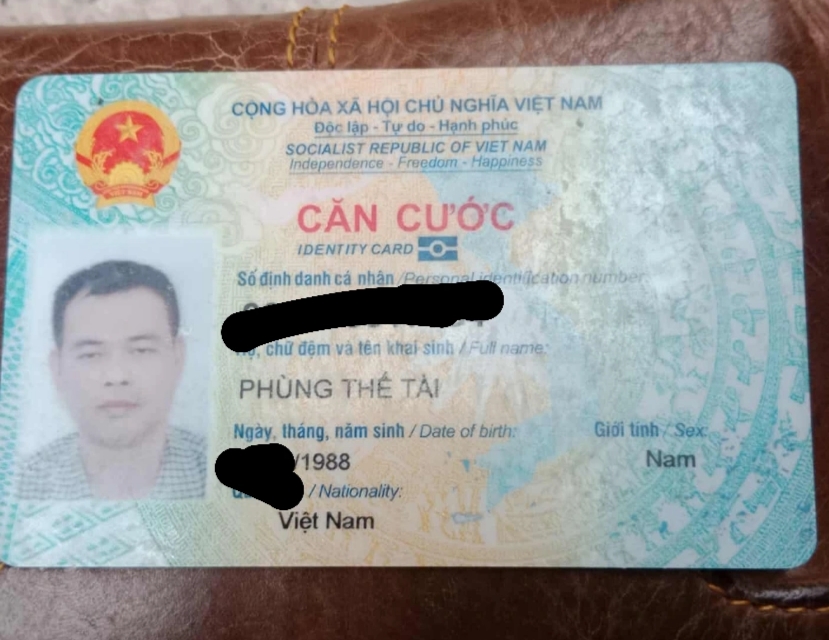 CỘNG HÒA XÃ HỘI CHỦ NGHĨA VIỆT NAM
Độc lập - Tự do - Hạnh phúc
SOCIALIST REPUBLIC OF VIET NAM
Independence - Freedom - Happiness
CĂN CƯỚC
IDENTITY CARD
Số định danh cá nhân / Personal identification number:
chữ đệm và tên khai sinh / Full name:
PHÙNG THẾ TÀI
Ngày, tháng, năm sinh / Date of birth:
Giới tính / Sex:
/1988
Nam
/ Nationality:
Việt Nam